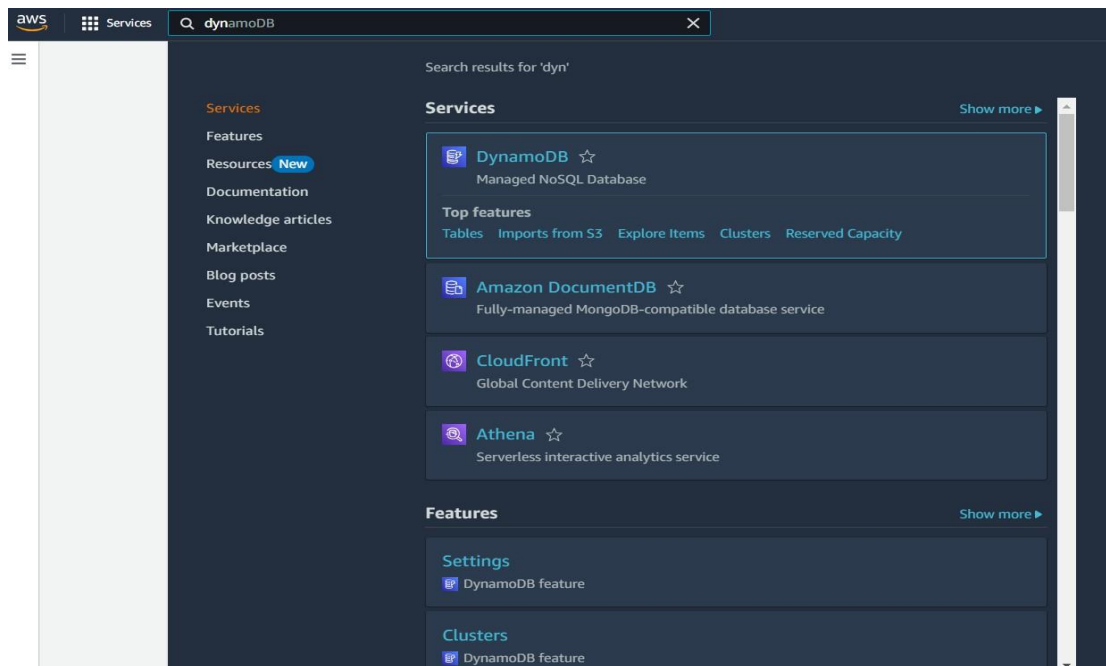 aws
Services
dynamoDB
Search results for 'dyn'
Services
Features
Resources New
Documentation
Knowledge articles
Marketplace
Blog posts
Events
Tutorials
Services
Show more
DynamoDB
Managed NoSQL Database
Top features
Tables Imports from S3 Explore Items Clusters Reserved Capacity
Amazon DocumentDB
Fully-managed MongoDB-compatible database service
CloudFront
Global Content Delivery Network
Athena
Serverless interactive analytics service
Features
Show more
Settings
DynamoDB feature
Clusters
DynamoDB feature